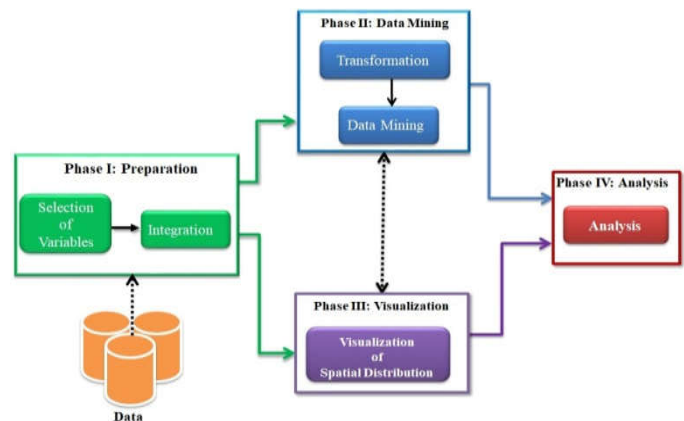 Phase I: Preparation
Selection
of
Variables
Integration
Data
Phase II: Data Mining
Transformation
Data Mining
Phase III: Visualization
Visualization
of
Spatial Distribution
Phase IV: Analysis
Analysis